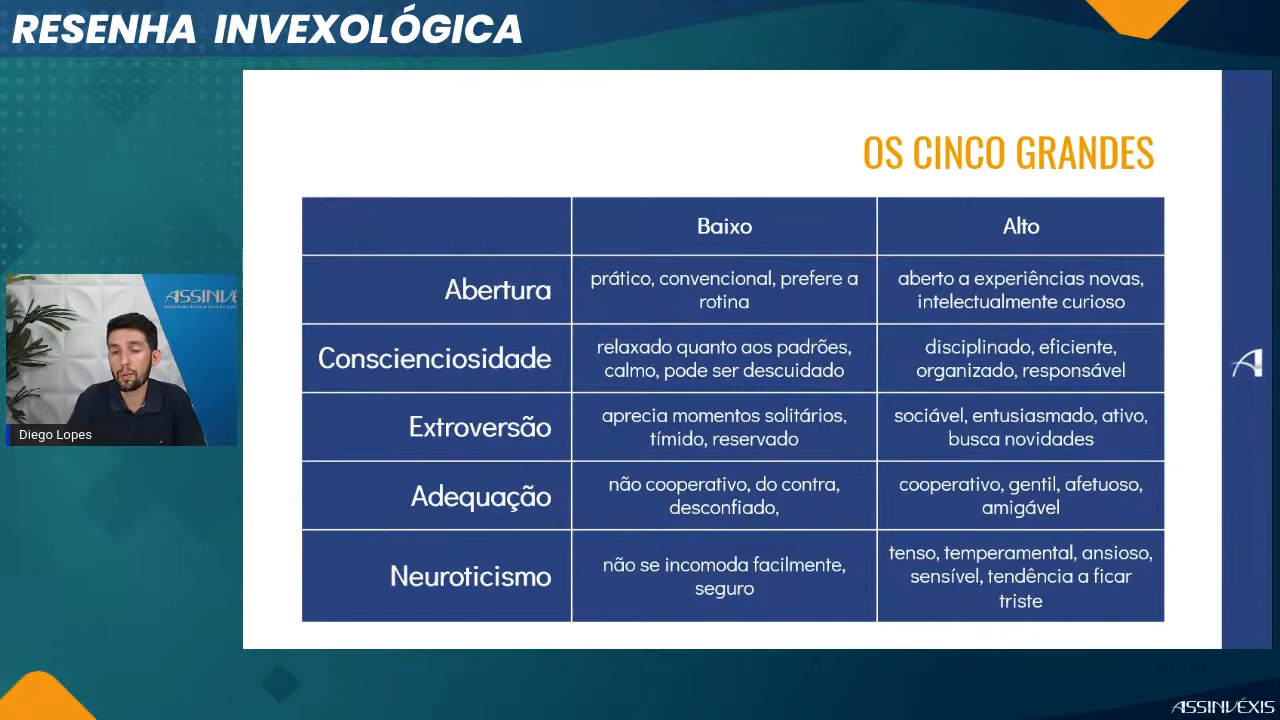 RESENHA INVEXOLÓGICA
OS CINCO GRANDES
Baixo
Alto
Abertura
prático, convencional, prefere a
rotina
aberto a experiências novas,
intelectualmente curioso
Conscienciosidade
relaxado quanto aos padrões,
calmo, pode ser descuidado
disciplinado, eficiente,
organizado, responsável
Extroversão
aprecia momentos solitários,
tímido, reservado
sociável, entusiasmado, ativo,
busca novidades
Adequação
não cooperativo, do contra,
desconfiado,
cooperativo, gentil, afetuoso,
amigável
Neuroticismo
não se incomoda facilmente,
seguro
tenso, temperamental, ansioso,
sensível, tendência a ficar
triste
ASSINVÉ
Diego Lopes
ASSINVÉXIS